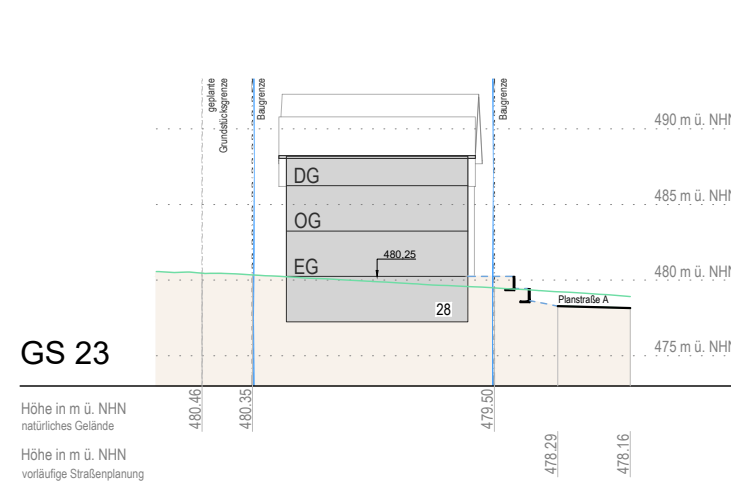 geplante
Grundstücksgrenze
Baugrenze
Baugrenze
490 m ü. NHN
485 m ü. NHN
480 m ü. NHN
475 m ü. NHN
DG
OG
EG
480,25
28
Planstraße A
GS 23
Höhe in m ü. NHN
natürliches Gelände
480.46
480.35
479.50
Höhe in m ü. NHN
vorläufige Straßenplanung
478.29
478.16